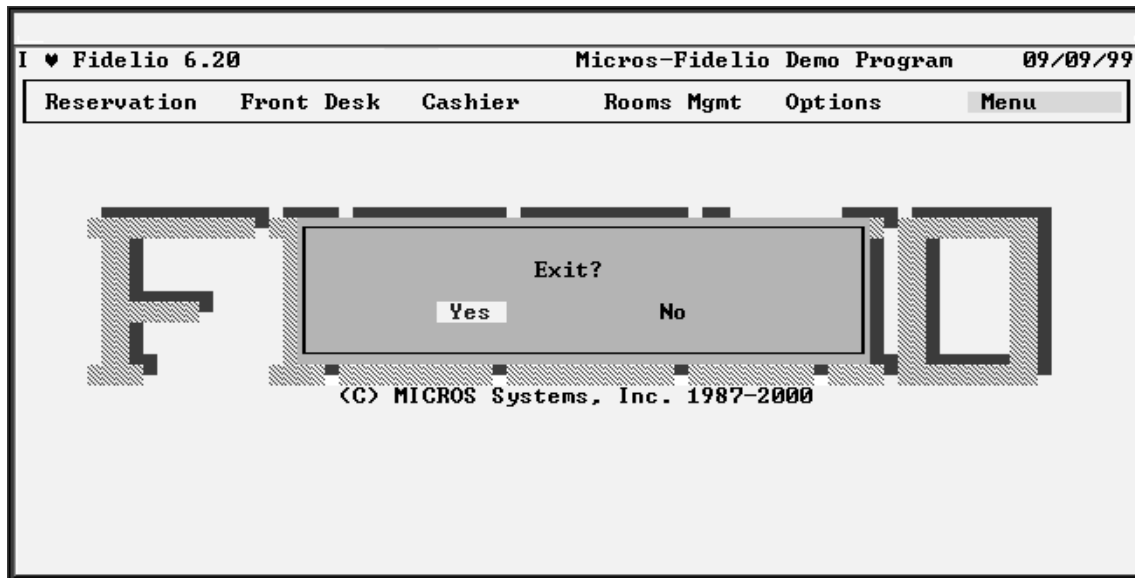 I ♥ Fidelio 6.20 Micros-Fidelio Demo Program 09/09/99
Reservation Front Desk Cashier Rooms Mgmt Options Menu
Exit?
Yes No
(C) MICROS Systems, Inc. 1987-2000